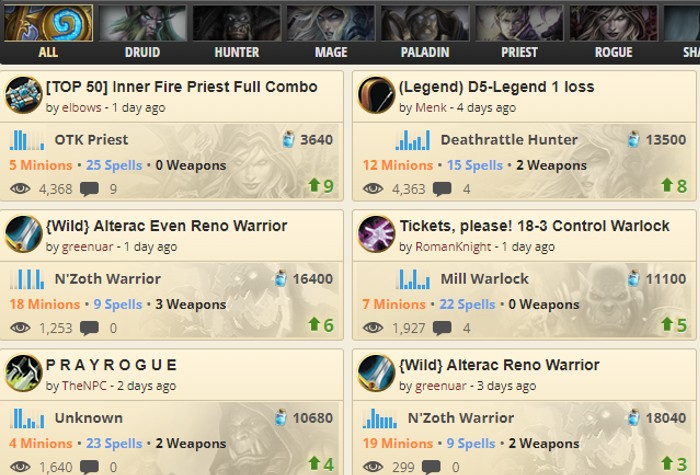 ALL DRUID HUNTER MAGE PALADIN PRIEST ROGUE SHA
[TOP 50] Inner Fire Priest Full Combo
by elbows - 1 day ago
OTK Priest 3640
5 Minions • 25 Spells • 0 Weapons
4,368 9 9
(Legend) D5-Legend 1 loss
by Menk - 4 days ago
Deathrattle Hunter 13500
12 Minions • 15 Spells • 2 Weapons
4,363 4 8
{Wild} Alterac Even Reno Warrior
by greenuar - 1 day ago
N'Zoth Warrior 16400
18 Minions • 9 Spells • 3 Weapons
1,253 0 6
Tickets, please! 18-3 Control Warlock
by RomanKnight - 1 day ago
Mill Warlock 11100
7 Minions • 22 Spells • 0 Weapons
1,927 4 5
P R A Y R O G U E
by TheNPC - 2 days ago
Unknown 10680
4 Minions • 23 Spells • 2 Weapons
1,640 0 4
{Wild} Alterac Reno Warrior
by greenuar - 3 days ago
N'Zoth Warrior 18040
19 Minions • 9 Spells • 2 Weapons
299 0 3